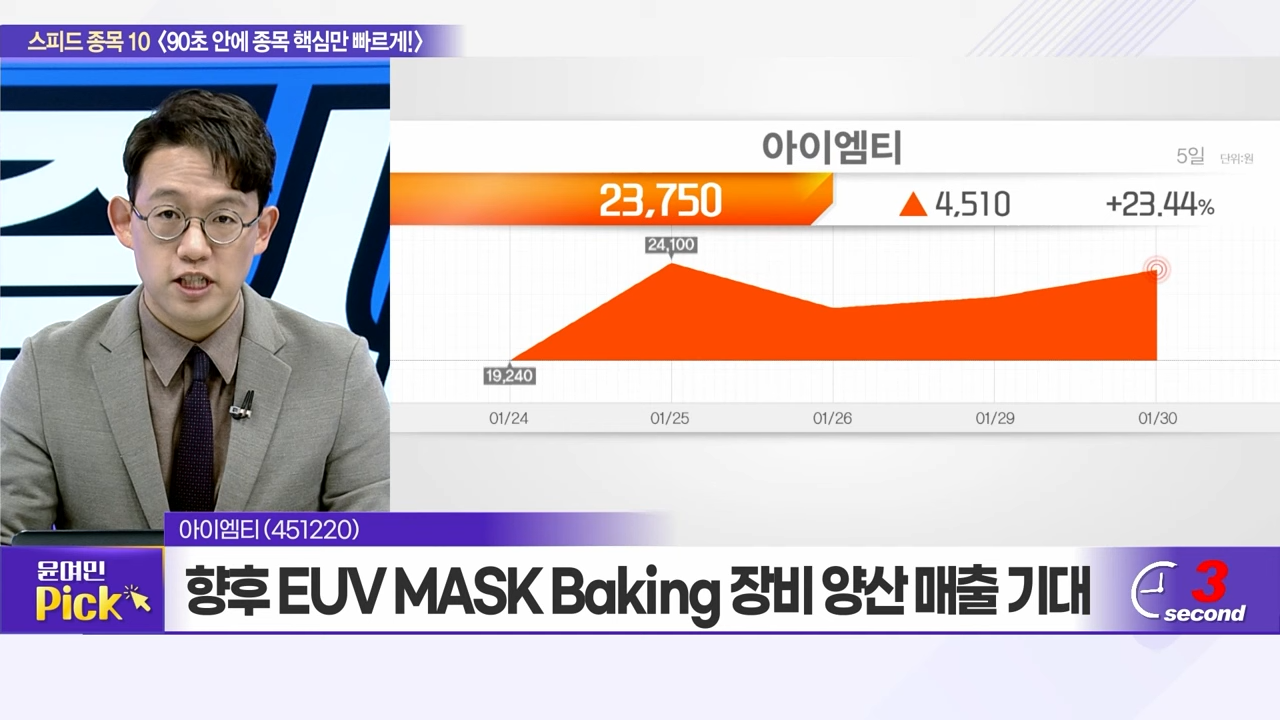 스피드 종목 10 〈90초 안에 종목 핵심만 빠르게!〉
아이엠티
5일 단위:원
23,750 ▲ 4,510 +23.44%
24,100
19,240
01/24 01/25 01/26 01/29 01/30
아이엠티 (451220)
윤여민
Pick
향후 EUV MASK Baking 장비 양산 매출 기대
3
second